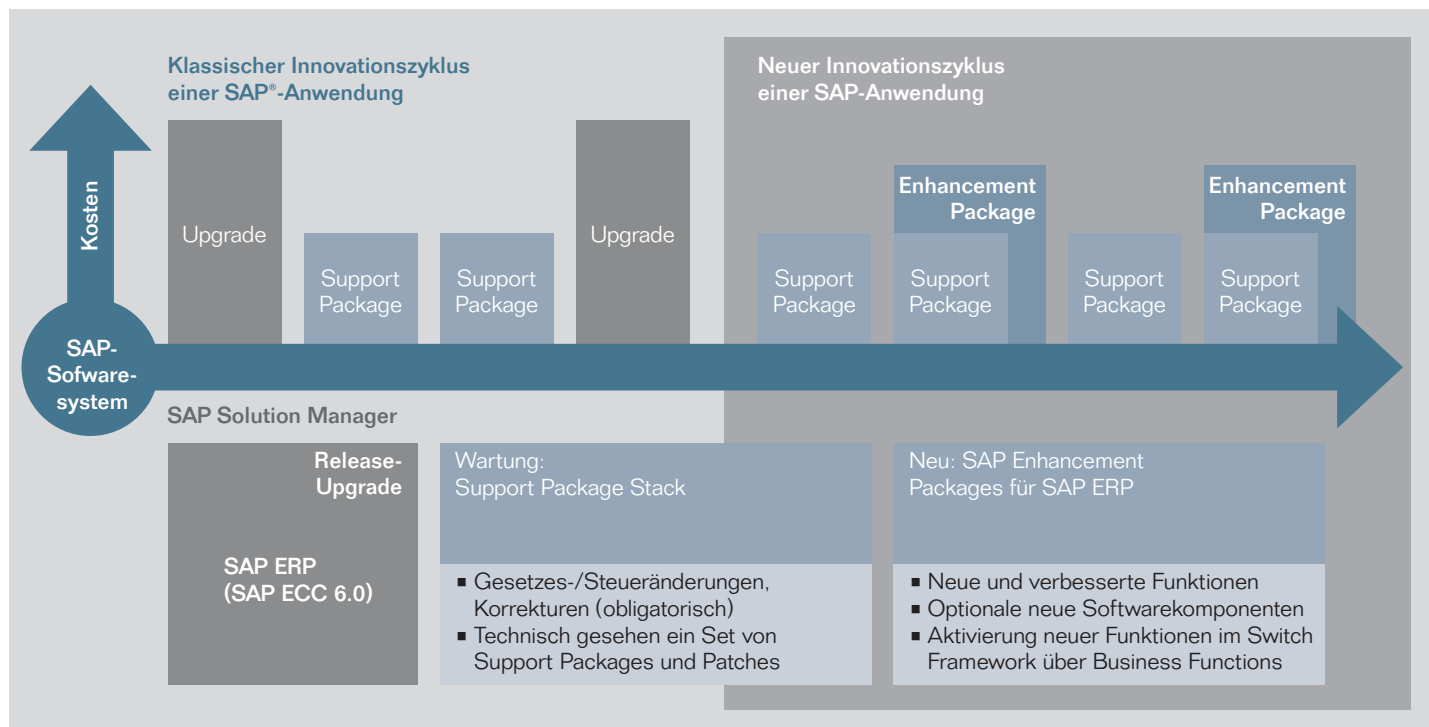 Klassischer Innovationszyklus
einer SAP®-Anwendung
Neuer Innovationszyklus
einer SAP-Anwendung
Kosten
Upgrade
Support
Package
Support
Package
Upgrade
Support
Package
Enhancement
Package
Support
Package
Support
Package
Enhancement
Package
Support
Package
SAP-
Sofware-
system
SAP Solution Manager
Release-
Upgrade
SAP ERP
(SAP ECC 6.0)
Wartung:
Support Package Stack
▪ Gesetzes-/Steueränderungen,
Korrekturen (obligatorisch)
▪ Technisch gesehen ein Set von
Support Packages und Patches
Neu: SAP Enhancement
Packages für SAP ERP
▪ Neue und verbesserte Funktionen
▪ Optionale neue Softwarekomponenten
▪ Aktivierung neuer Funktionen im Switch
Framework über Business Functions